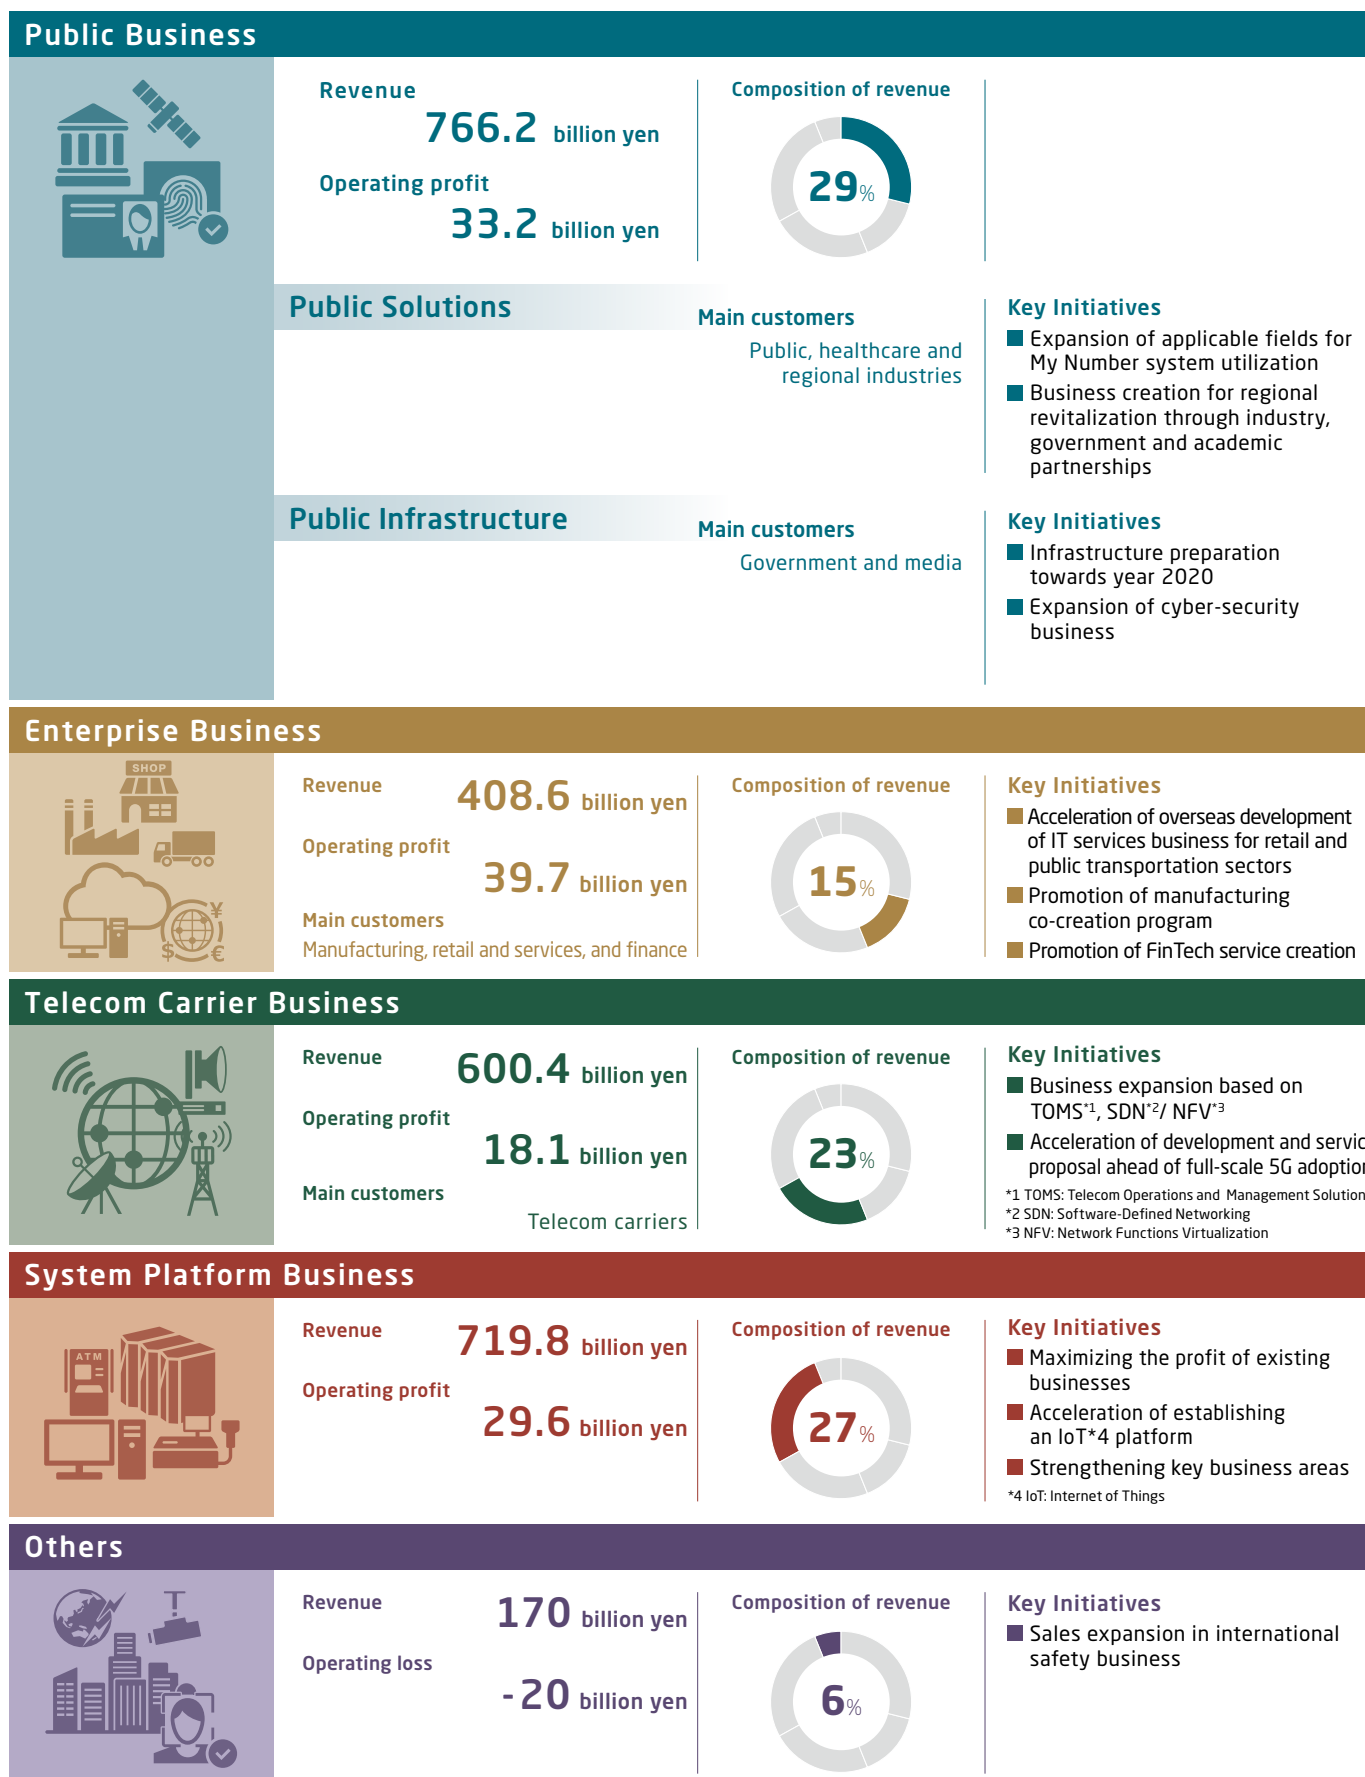 Public Business
Revenue
766.2 billion yen
Operating profit
33.2 billion yen
Composition of revenue
29%
Public Solutions
Main customers
Public, healthcare and
regional industries
Key Initiatives
Expansion of applicable fields for
My Number system utilization
Business creation for regional
revitalization through industry,
government and academic
partnerships
Public Infrastructure
Main customers
Government and media
Key Initiatives
Infrastructure preparation
towards year 2020
Expansion of cyber-security
business
Enterprise Business
SHOP
¥
$
€
Revenue
408.6 billion yen
Operating profit
39.7 billion yen
Main customers
Manufacturing, retail and services, and finance
Composition of revenue
15%
Key Initiatives
Acceleration of overseas development
of IT services business for retail and
public transportation sectors
Promotion of manufacturing
co-creation program
Promotion of FinTech service creation
Telecom Carrier Business
Revenue
600.4 billion yen
Operating profit
18.1 billion yen
Main customers
Telecom carriers
Composition of revenue
23%
Key Initiatives
Business expansion based on
TOMS*1, SDN*2/ NFV*3
Acceleration of development and servic
proposal ahead of full-scale 5G adoption
*1 TOMS: Telecom Operations and Management Solution
*2 SDN: Software-Defined Networking
*3 NFV: Network Functions Virtualization
System Platform Business
ATM
Revenue
719.8 billion yen
Operating profit
29.6 billion yen
Composition of revenue
27%
Key Initiatives
Maximizing the profit of existing
businesses
Acceleration of establishing
an IoT*4 platform
Strengthening key business areas
*4 IoT: Internet of Things
Others
Revenue
170 billion yen
Operating loss
-20 billion yen
Composition of revenue
6%
Key Initiatives
Sales expansion in international
safety business